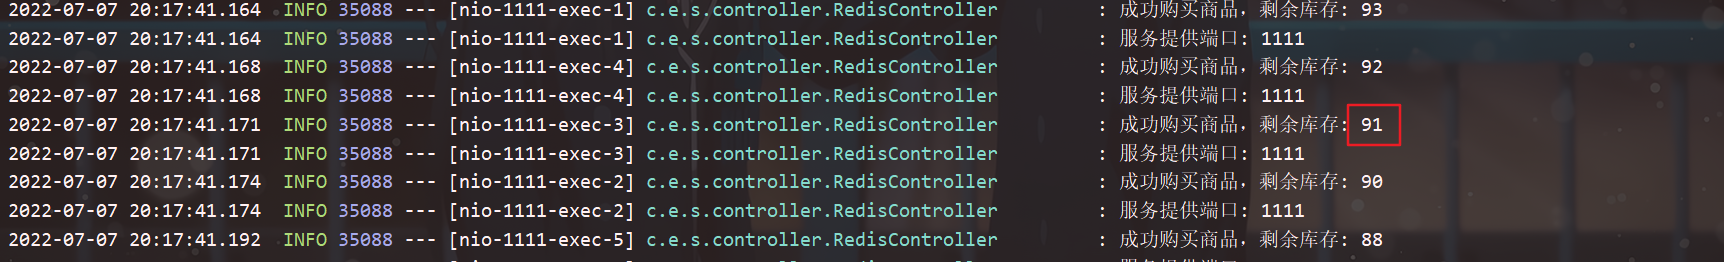 2022-07-07 20:17:41.164  INFO 35088 --- [nio-1111-exec-1] c.e.s.controller.RedisController         : 成功购买商品，剩余库存: 93
2022-07-07 20:17:41.164  INFO 35088 --- [nio-1111-exec-1] c.e.s.controller.RedisController         : 服务提供端口: 1111
2022-07-07 20:17:41.168  INFO 35088 --- [nio-1111-exec-4] c.e.s.controller.RedisController         : 成功购买商品，剩余库存: 92
2022-07-07 20:17:41.168  INFO 35088 --- [nio-1111-exec-4] c.e.s.controller.RedisController         : 服务提供端口: 1111
2022-07-07 20:17:41.171  INFO 35088 --- [nio-1111-exec-3] c.e.s.controller.RedisController         : 成功购买商品，剩余库存: 91
2022-07-07 20:17:41.171  INFO 35088 --- [nio-1111-exec-3] c.e.s.controller.RedisController         : 服务提供端口: 1111
2022-07-07 20:17:41.174  INFO 35088 --- [nio-1111-exec-2] c.e.s.controller.RedisController         : 成功购买商品，剩余库存: 90
2022-07-07 20:17:41.174  INFO 35088 --- [nio-1111-exec-2] c.e.s.controller.RedisController         : 服务提供端口: 1111
2022-07-07 20:17:41.192  INFO 35088 --- [nio-1111-exec-5] c.e.s.controller.RedisController         : 成功购买商品，剩余库存: 88